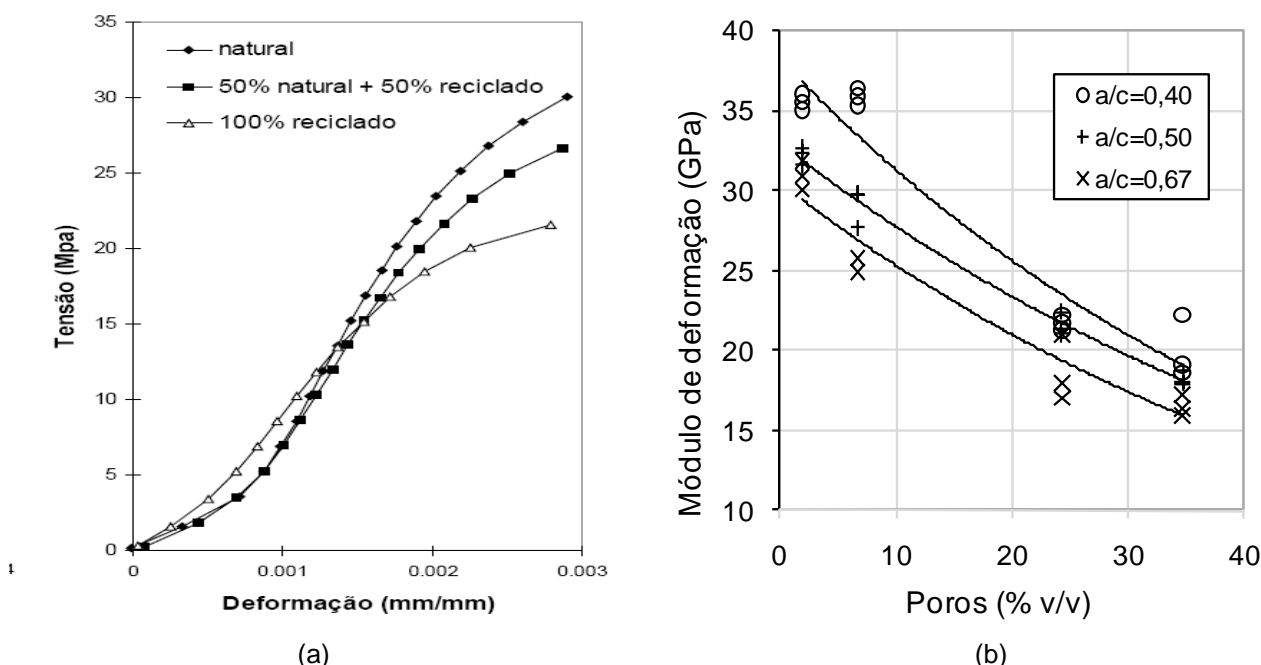 35
30
25
20
15
10
5
0
Tensão (Mpa)
natural
50% natural + 50% reciclado
100% reciclado
0
0.001
0.002
0.003
Deformação (mm/mm)
(a)
4
40
35
30
25
20
15
10
Módulo de deformação (GPa)
a/c=0,40
a/c=0,50
a/c=0,67
0
10
20
30
40
Poros (% v/v)
(b)